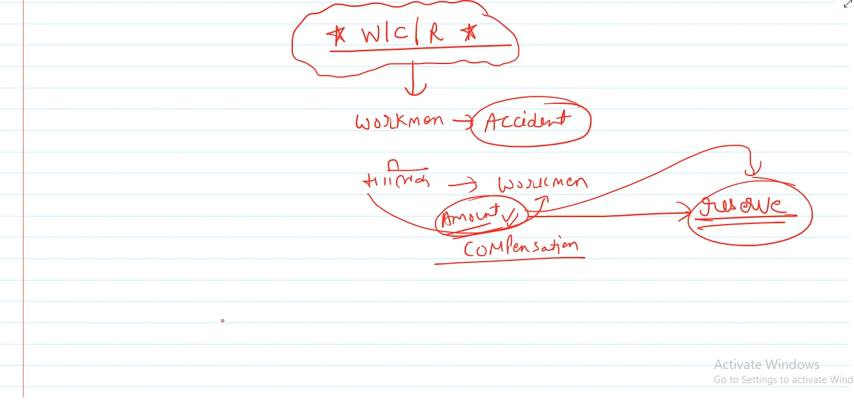 ★ W/C/R ★
Workmen → Accident
→ Workmen
Amount ✓
reserve
Compensation
Activate Windows
Go to Settings to activate Wind